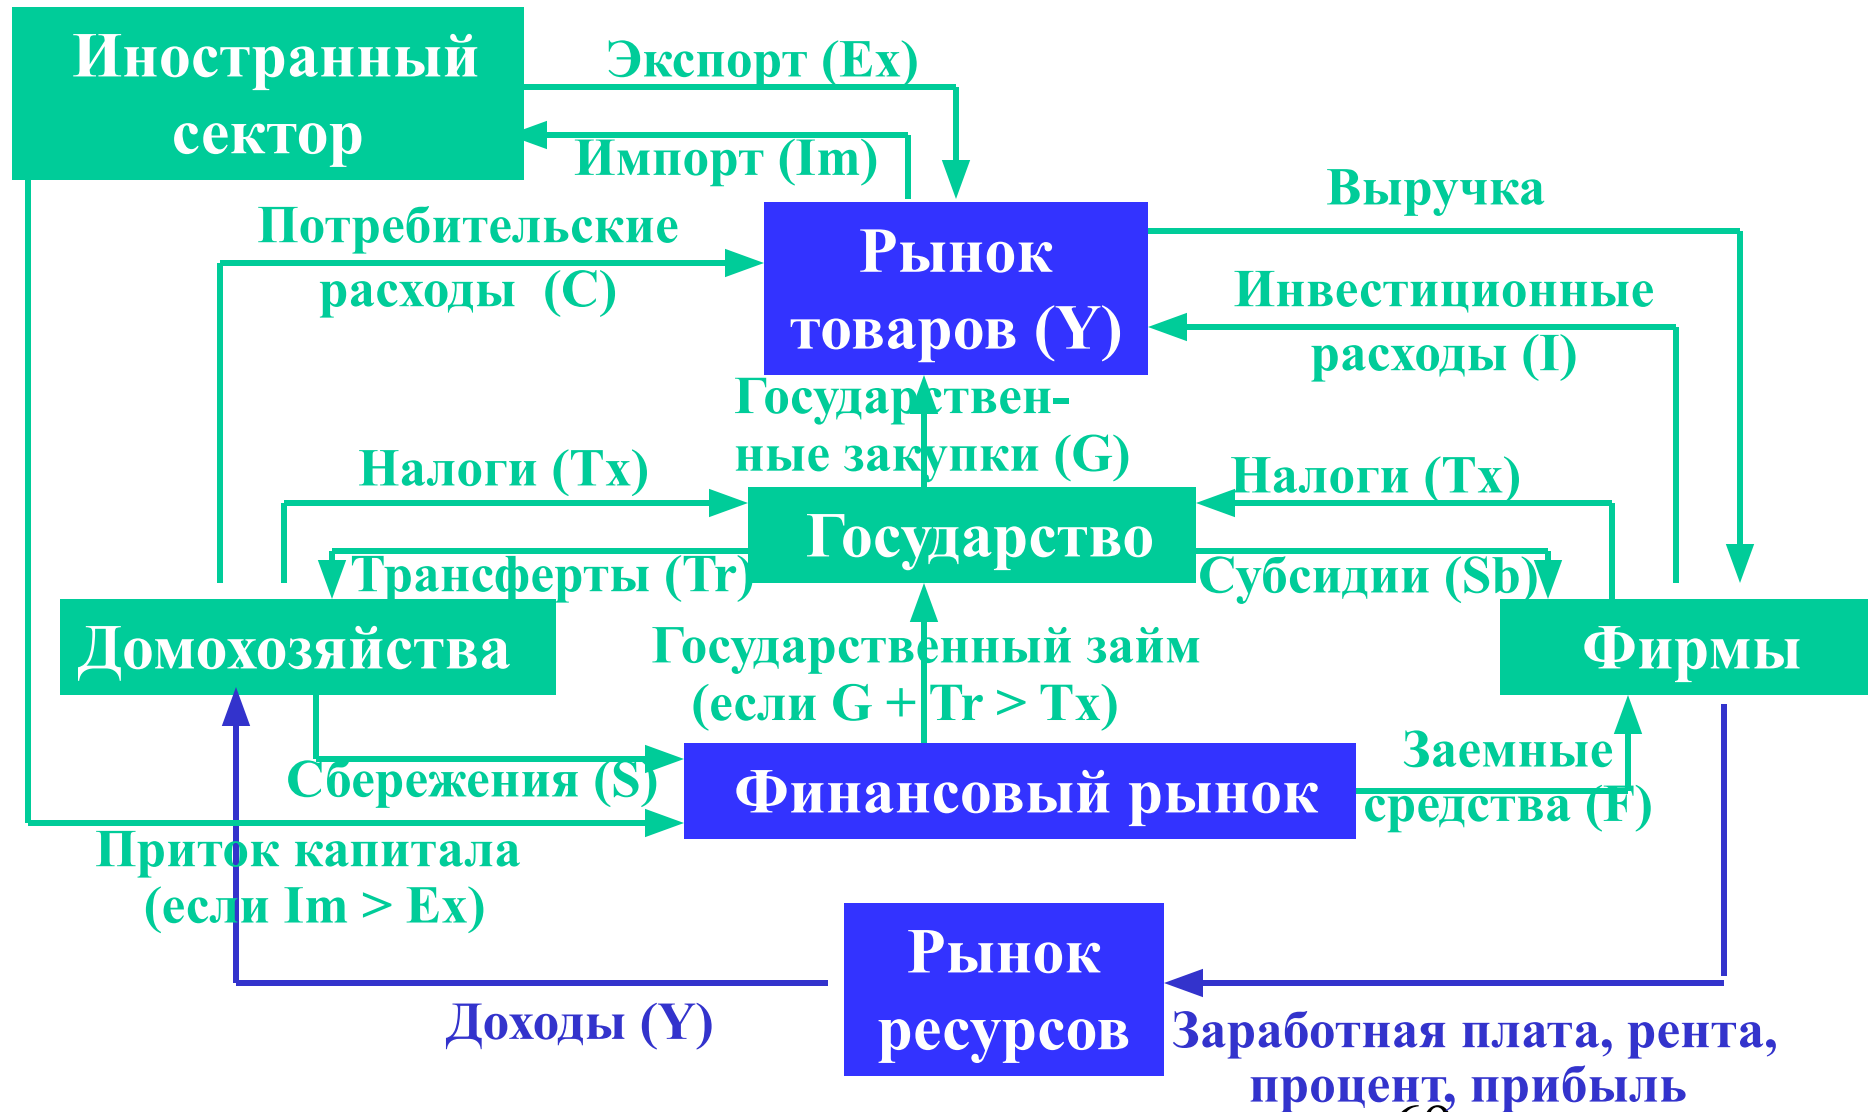 Иностранный
сектор
Экспорт (Ex)
Импорт (Im)
Выручка
Потребительские
расходы (C)
Рынок
товаров (Y)
Инвестиционные
расходы (I)
Государствен-
ные закупки (G)
Налоги (Tx)
Налоги (Tx)
Государство
Трансферты (Tr)
Субсидии (Sb)
Домохозяйства
Государственный займ
(если G + Tr > Tx)
Фирмы
Сбережения (S)
Финансовый рынок
Заемные
средства (F)
Приток капитала
(если Im > Ex)
Рынок
ресурсов
Доходы (Y)
Заработная плата, рента,
процент, прибыль